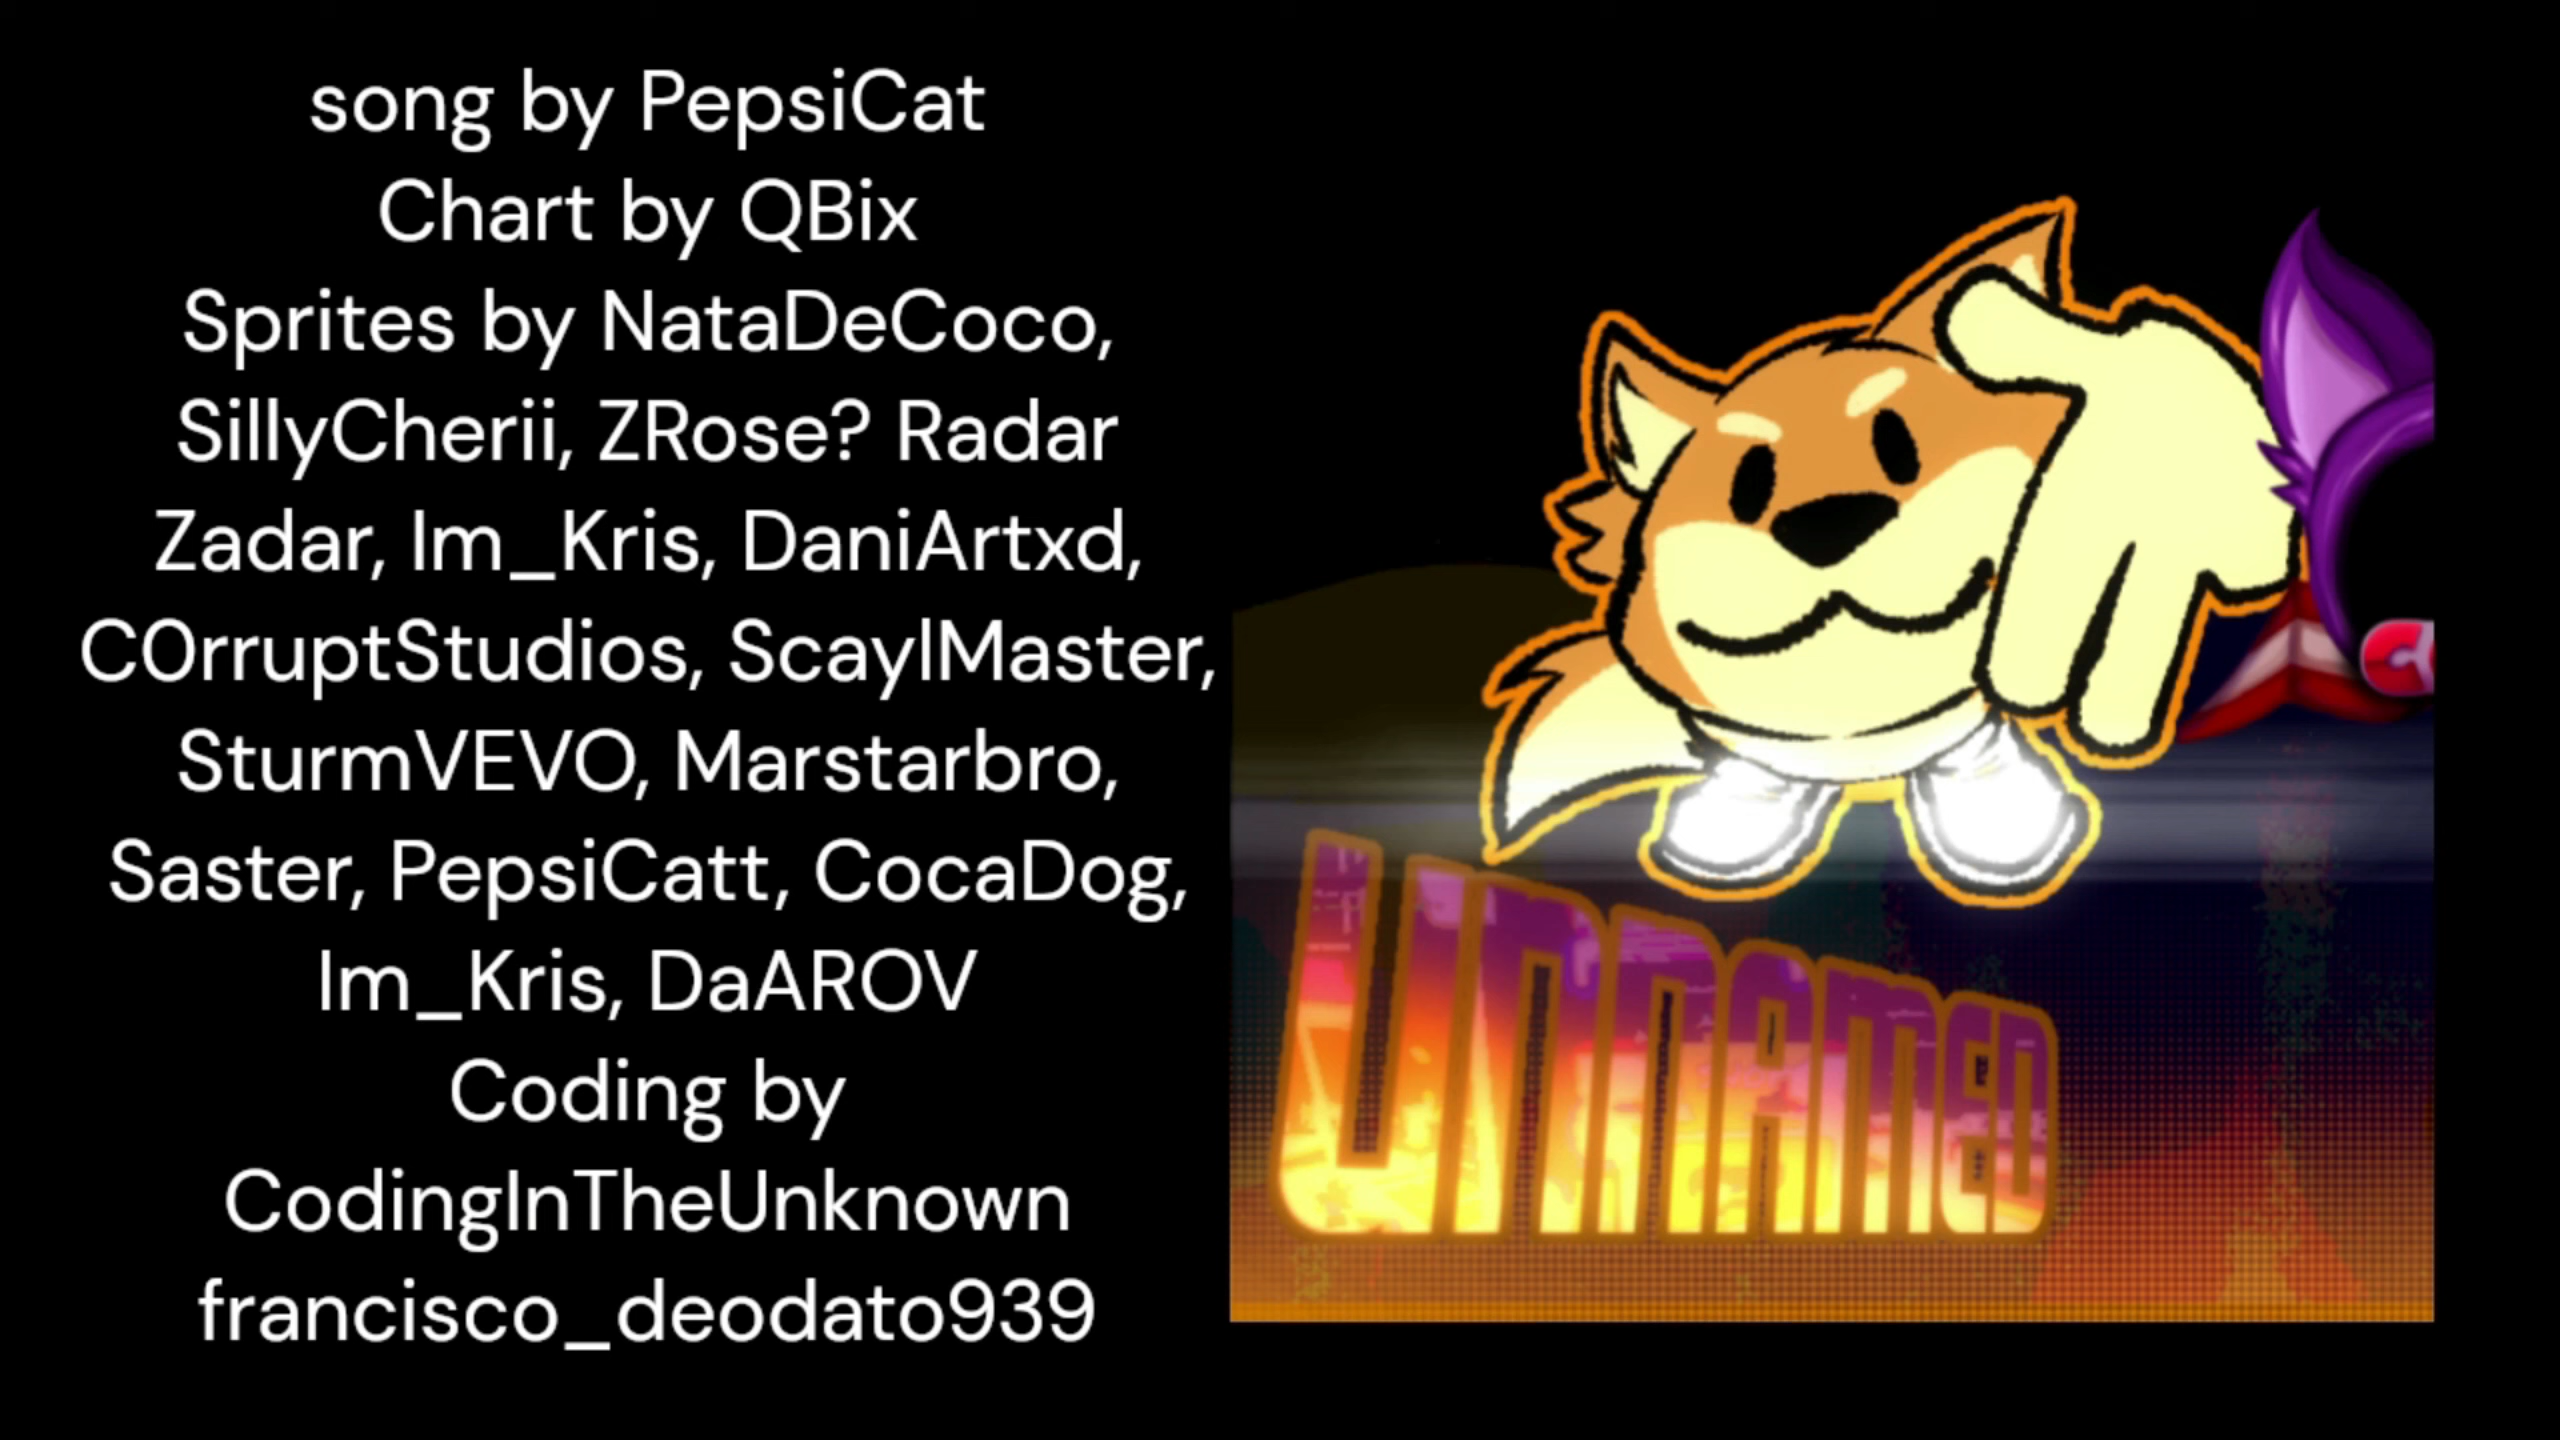 song by PepsiCat
Chart by QBix
Sprites by NataDeCoco,
SillyCherii, ZRose? Radar
Zadar, Im_Kris, DaniArtxd,
C0rruptStudios, ScaylMaster,
SturmVEVO, Marstarbro,
Saster, PepsiCatt, CocaDog,
Im_Kris, DaAROV
Coding by
CodingInTheUnknown
francisco_deodato939
UNNAMED